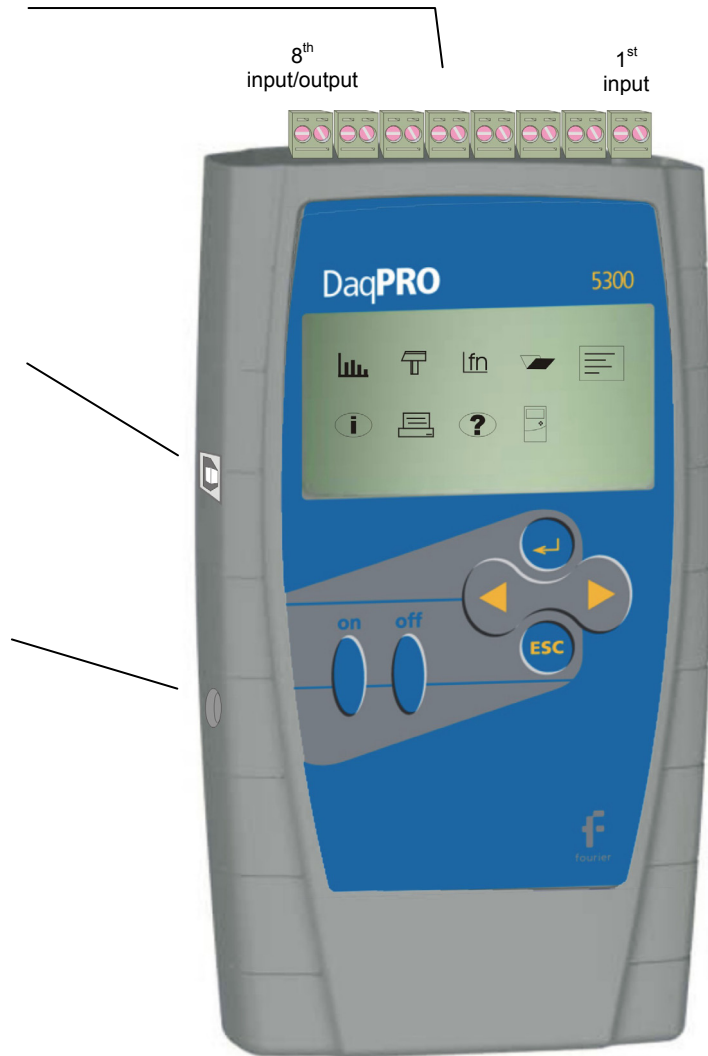 8th
input/output
1st
input
DaqPRO 5300
fn
i ?
on off
ESC
fourier